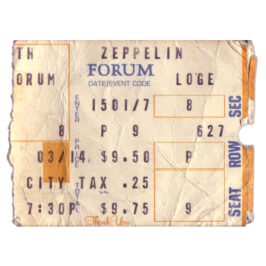 TH ZEPPELIN
FORUM
DATE/EVENT CODE
ORUM LOGE
ENTER 1501/7 8 SEC
8 P 9 627
03/14 $9.50 P ROW
CITY TAX .25
TOTAL
7:30P $9.75 9 SEAT
Thank You